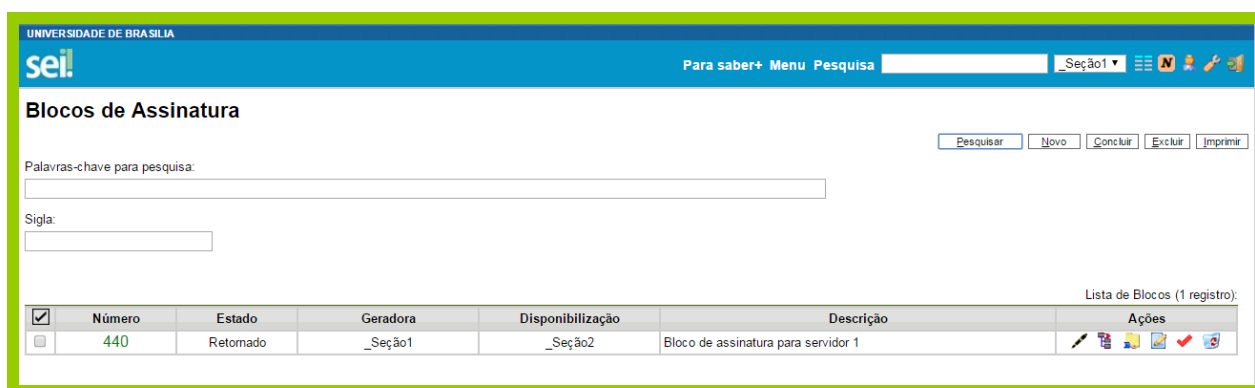 UNIVERSIDADE DE BRASILIA
sei!
Para saber+ Menu Pesquisa _Seção1 N
Blocos de Assinatura
Pesquisar Novo Concluir Excluir Imprimir
Palavras-chave para pesquisa:
Sigla:
Lista de Blocos (1 registro):
Número Estado Geradora Disponibilização Descrição Ações
440 Retornado _Seção1 _Seção2 Bloco de assinatura para servidor 1